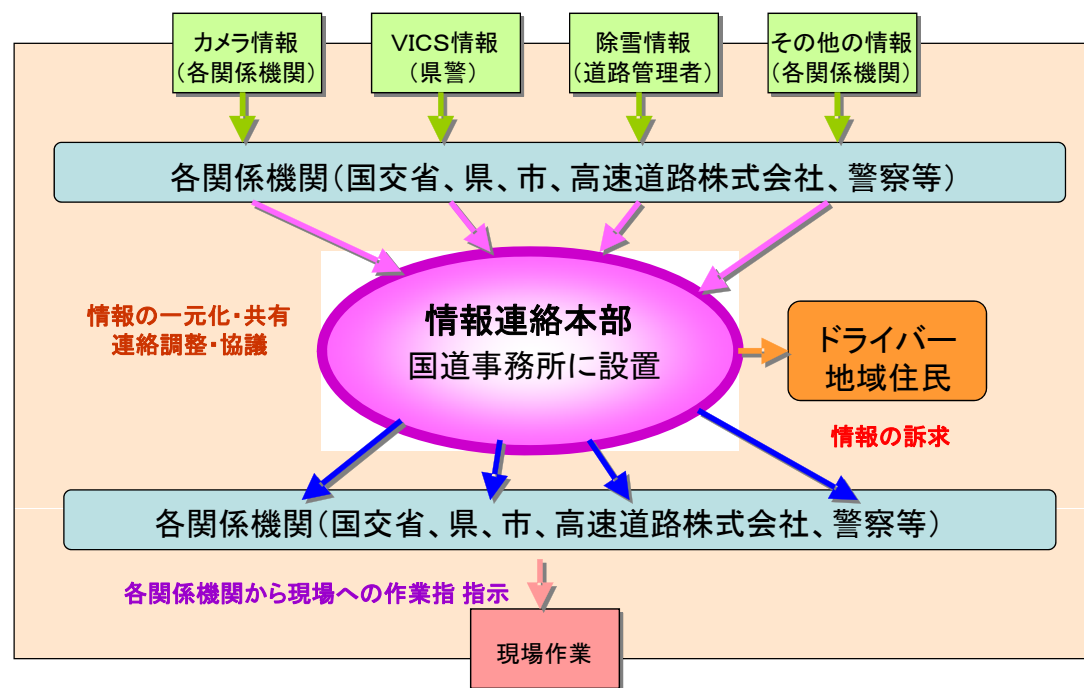 カメラ情報
(各関係機関)
VICS情報
(県警)
除雪情報
(道路管理者)
その他の情報
(各関係機関)
各関係機関(国交省、県、市、高速道路株式会社、警察等)
情報の一元化・共有
連絡調整・協議
情報連絡本部
国道事務所に設置
ドライバー
地域住民
情報の訴求
各関係機関(国交省、県、市、高速道路株式会社、警察等)
各関係機関から現場への作業指 指示
現場作業